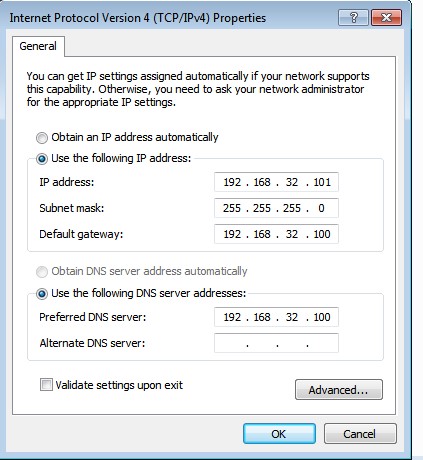 Internet Protocol Version 4 (TCP/IPv4) Properties
?
General
You can get IP settings assigned automatically if your network supports
this capability. Otherwise, you need to ask your network administrator
for the appropriate IP settings.
Obtain an IP address automatically
Use the following IP address:
IP address: 192 . 168 . 32 . 101
Subnet mask: 255 . 255 . 255 . 0
Default gateway: 192 . 168 . 32 . 100
Obtain DNS server address automatically
Use the following DNS server addresses:
Preferred DNS server: 192 . 168 . 32 . 100
Alternate DNS server: . . .
Validate settings upon exit
Advanced...
OK Cancel